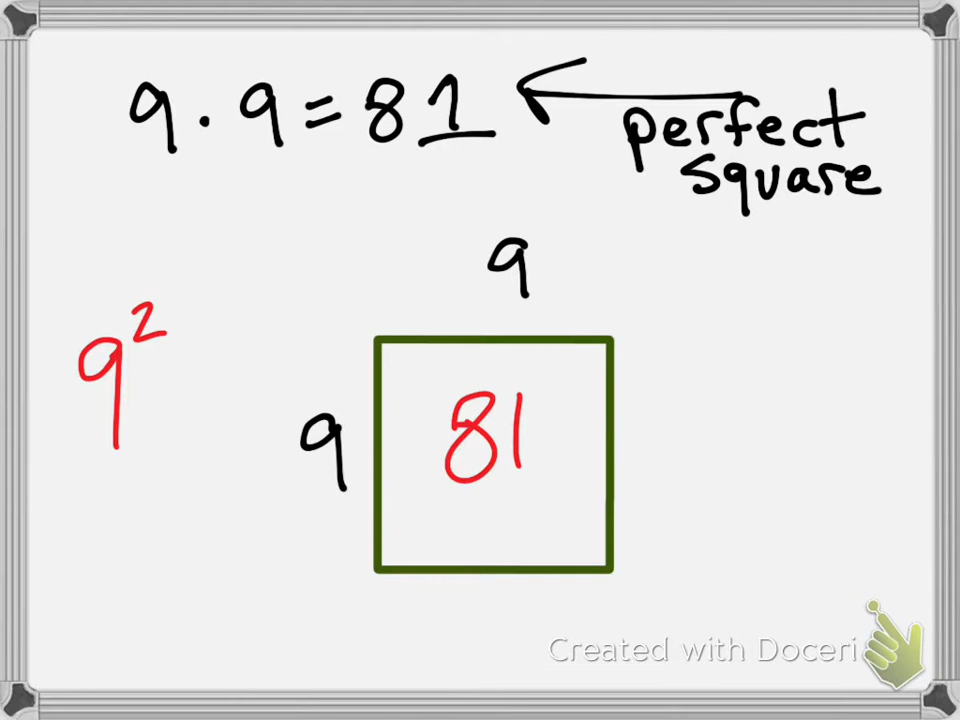 9 · 9 = 81
perfect
square
9
9²
9
81
Created with Doceri